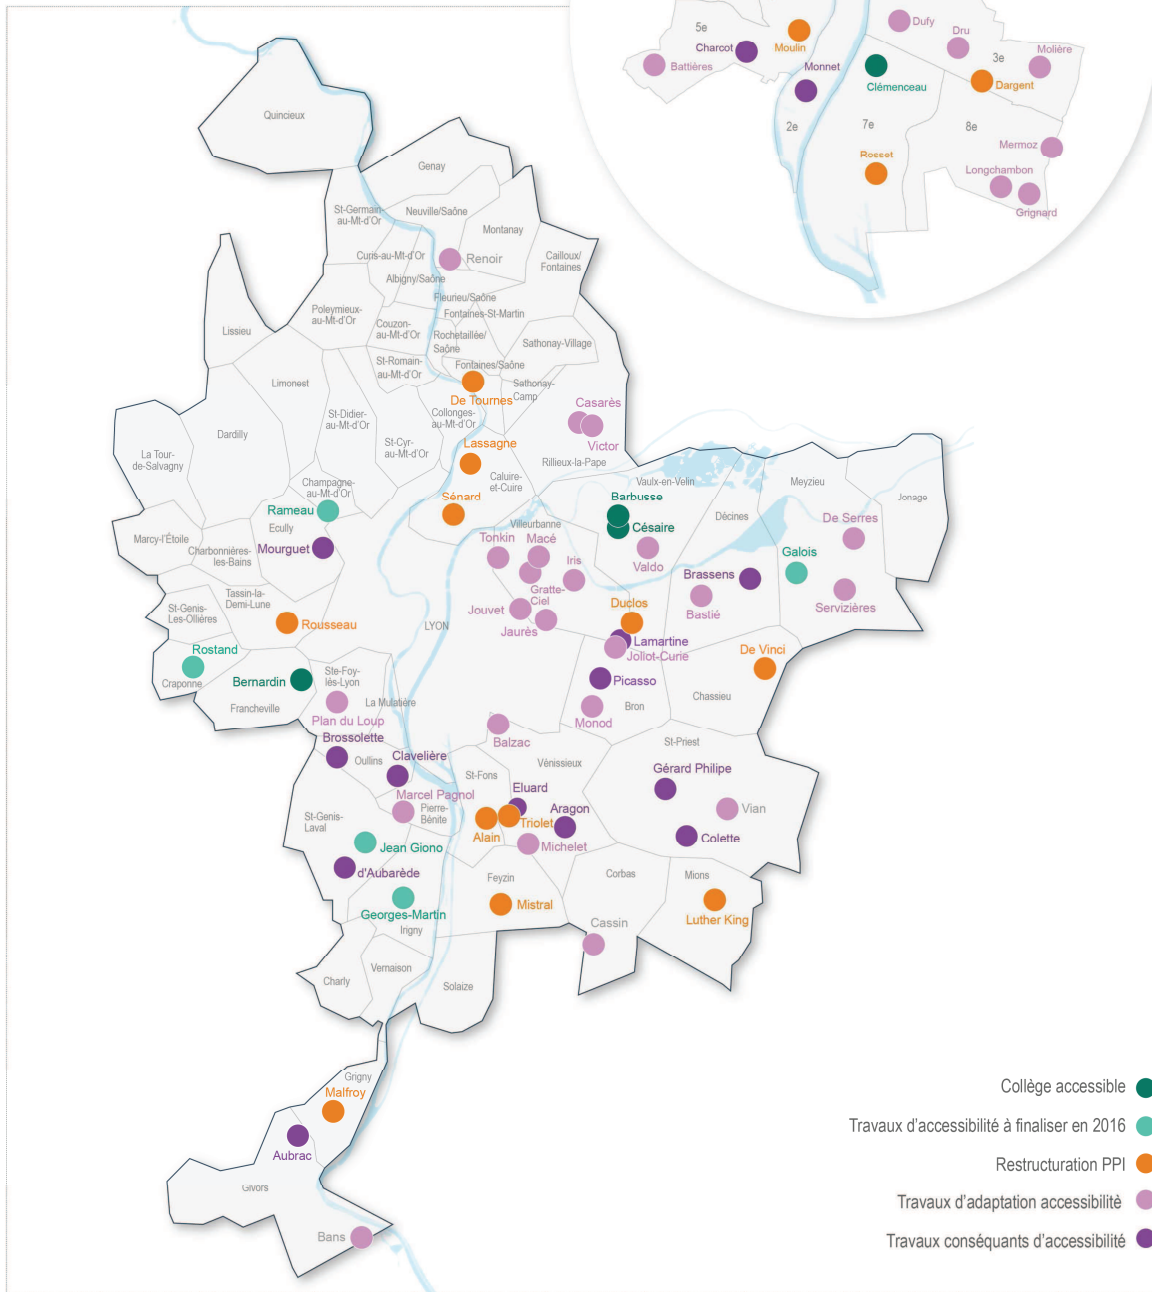 Dufy
5e
Dru
Charcot
Moulin
Molière
3e
Battières
Monnet
Clémenceau
Dargent
2e
7e
8e
Mermoz
Rosset
Longchambon
Grignard
Quincieux
Genay
St-Germain-
au-Mt-d'Or
Neuville/Saône
Montanay
Curis-au-Mt-d'Or
Renoir
Cailloux/
Fontaines
Albigny/Saône
Fleurieu/Saône
Poleymieux-
au-Mt-d'Or
Fontaines-St-Martin
Lissieu
Couzon-
au-Mt-d'Or
Rochetaillée/
Saône
Sathonay-Village
St-Romain-
au-Mt-d'Or
Fontaines/Saône
Limonest
Sathonay-
Camp
De Tournes
Casarès
St-Didier-
au-Mt-d'Or
Collonges-
au-Mt-d'Or
Dardilly
St-Cyr-
au-Mt-d'Or
Lassagne
Victor
La Tour-
de-Salvagny
Rillieux-la-Pape
Caluire-
et-Cuire
Champagne-
au-Mt-d'Or
Vaulx-en-Velin
Meyzieu
Sénard
Barbusse
Jonage
Rameau
Décines
De Serres
Ecully
Villeurbanne
Césaire
Marcy-l'Étoile
Tonkin
Macé
Mourguet
Charbonnières-
les-Bains
Iris
Valdo
Galois
Brassens
Gratte-
Ciel
Tassin-la-
Demi-Lune
Duclos
Jouvet
Bastié
Servizières
St-Genis-
Les-Ollières
Rousseau
LYON
Jaurès
Lamartine
Rostand
Joliot-Curie
De Vinci
Ste-Foy-
lés-Lyon
Craponne
Bernardin
Picasso
Francheville
La Mulatière
Chassieu
Plan du Loup
Monod
Bron
Brossolette
Balzac
St-Priest
Oullins
Clavelière
Vénissieux
St-Fons
Gérard Philipe
Marcel Pagnol
Eluard
Aragon
Pierre-
Bénite
Vian
St-Genis-
Laval
Alain
Triolet
Colette
Jean Giono
Michelet
d'Aubarède
Feyzin
Corbas
Mions
Mistral
Georges-Martin
Luther King
Irigny
Cassin
Vernaison
Charly
Solaize
Grigny
Malfroy
Aubrac
Givors
Bans
Collège accessible
Travaux d'accessibilité à finaliser en 2016
Restructuration PPI
Travaux d'adaptation accessibilité
Travaux conséquants d'accessibilité